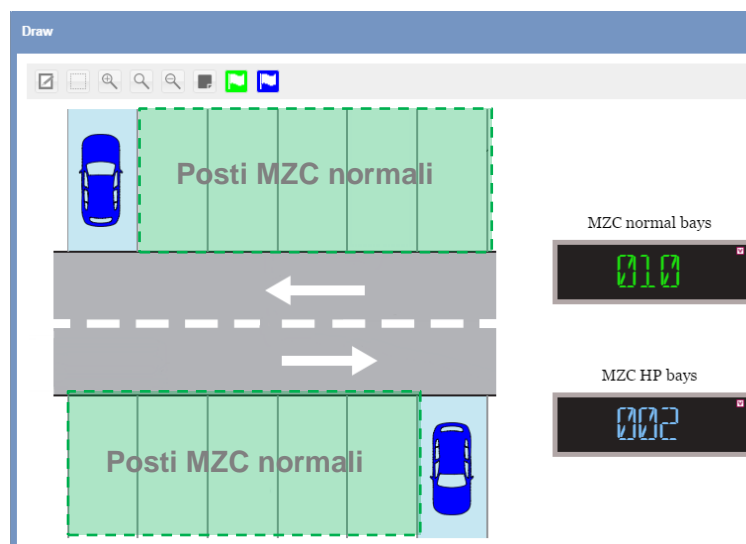 Draw
Posti MZC normali
MZC normal bays
010
MZC HP bays
002
Posti MZC normali